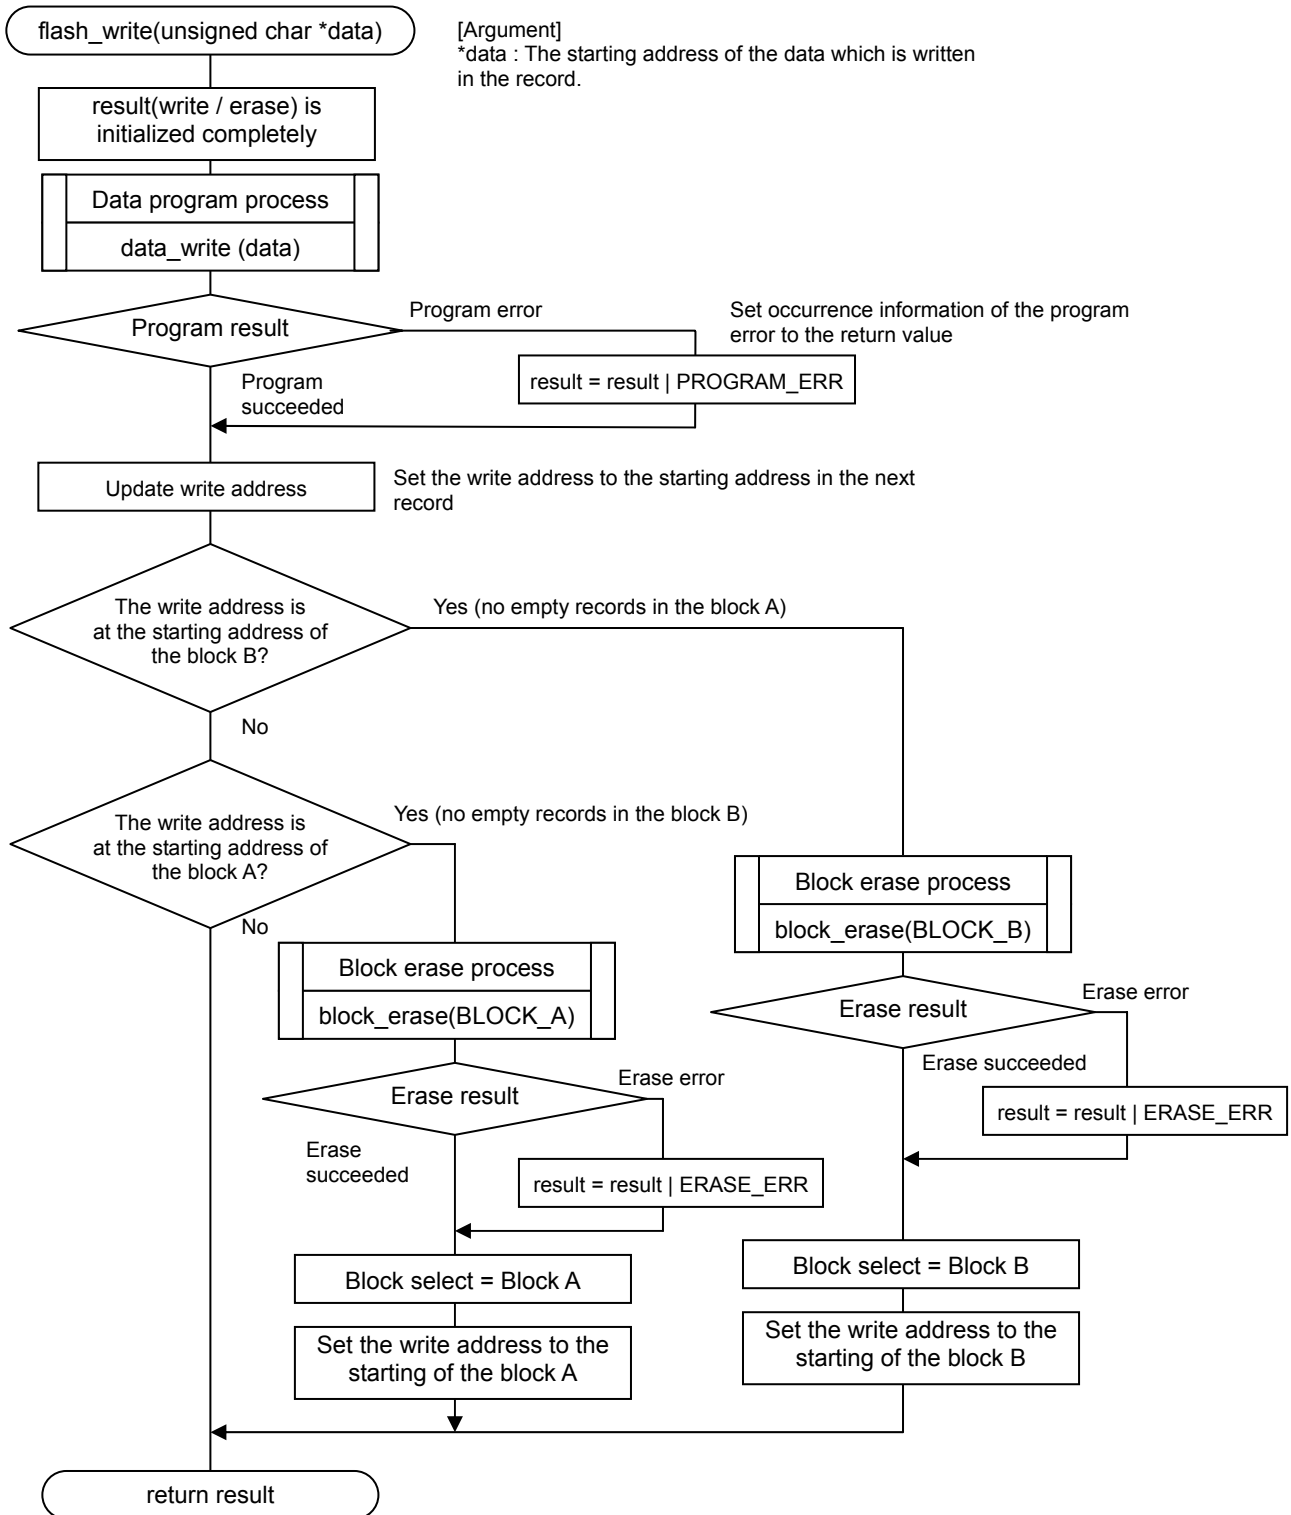 flash_write(unsigned char *data)
[Argument]
*data : The starting address of the data which is written
in the record.
result(write / erase) is
initialized completely
Data program process
data_write (data)
Program result
Program error
Set occurrence information of the program
error to the return value
result = result | PROGRAM_ERR
Program
succeeded
Update write address
Set the write address to the starting address in the next
record
The write address is
at the starting address of
the block B?
Yes (no empty records in the block A)
No
The write address is
at the starting address of
the block A?
Yes (no empty records in the block B)
No
Block erase process
block_erase(BLOCK_B)
Block erase process
block_erase(BLOCK_A)
Erase result
Erase error
Erase succeeded
result = result | ERASE_ERR
Erase result
Erase error
Erase
succeeded
result = result | ERASE_ERR
Block select = Block A
Block select = Block B
Set the write address to the
starting of the block A
Set the write address to the
starting of the block B
return result